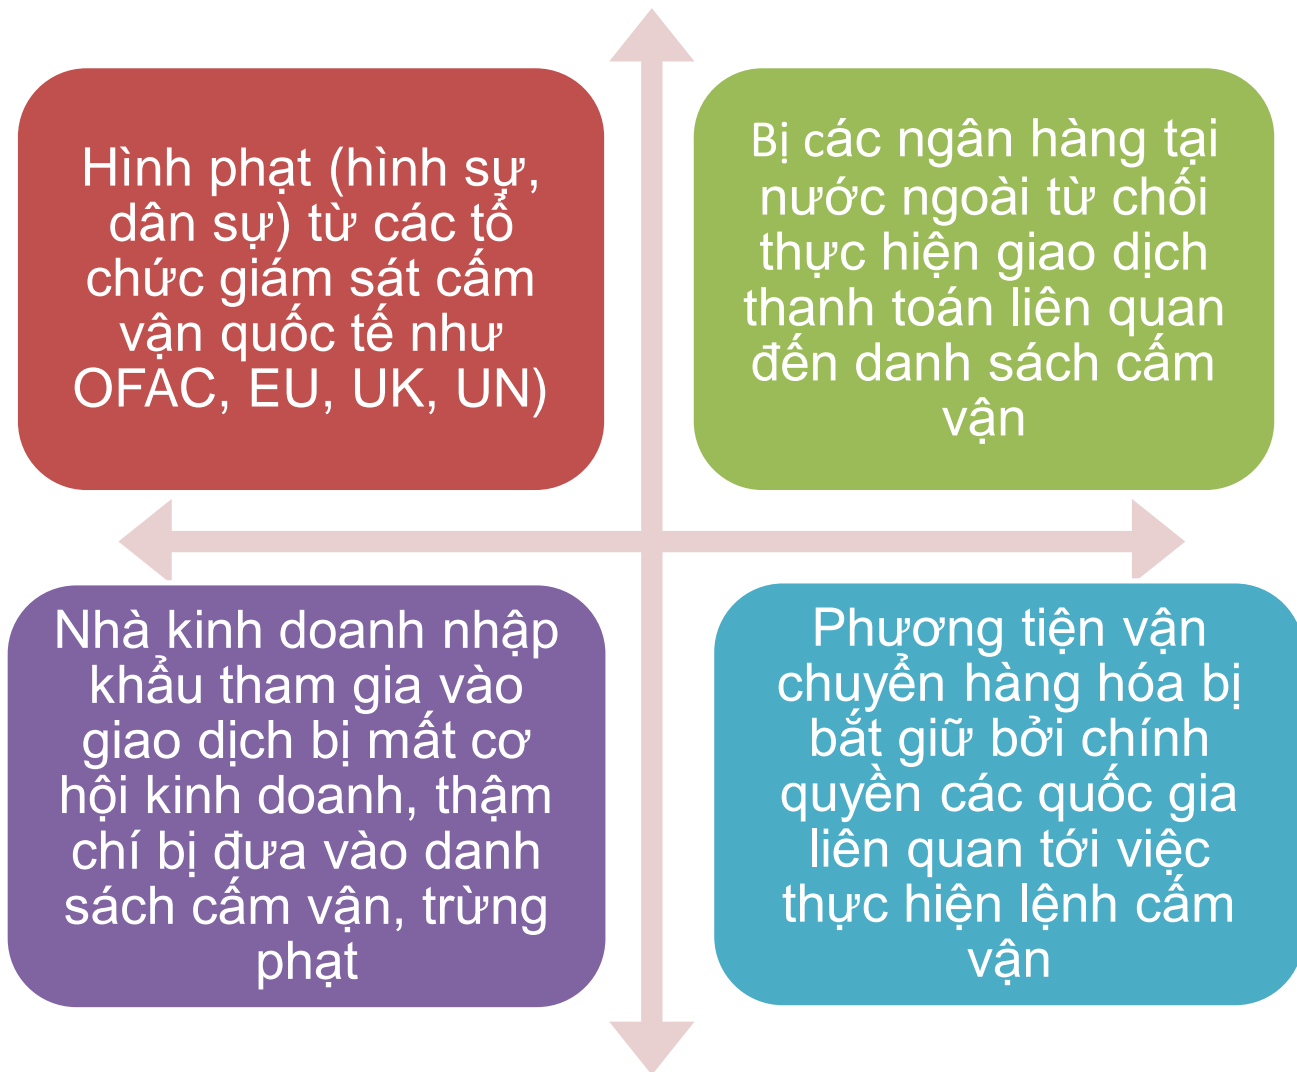 Hình phạt (hình sự,
dân sự) từ các tổ
chức giám sát cấm
vận quốc tế như
OFAC, EU, UK, UN)
Bị các ngân hàng tại
nước ngoài từ chối
thực hiện giao dịch
thanh toán liên quan
đến danh sách cấm
vận
Nhà kinh doanh nhập
khẩu tham gia vào
giao dịch bị mất cơ
hội kinh doanh, thậm
chí bị đưa vào danh
sách cấm vận, trừng
phạt
Phương tiện vận
chuyển hàng hóa bị
bắt giữ bởi chính
quyền các quốc gia
liên quan tới việc
thực hiện lệnh cấm
vận